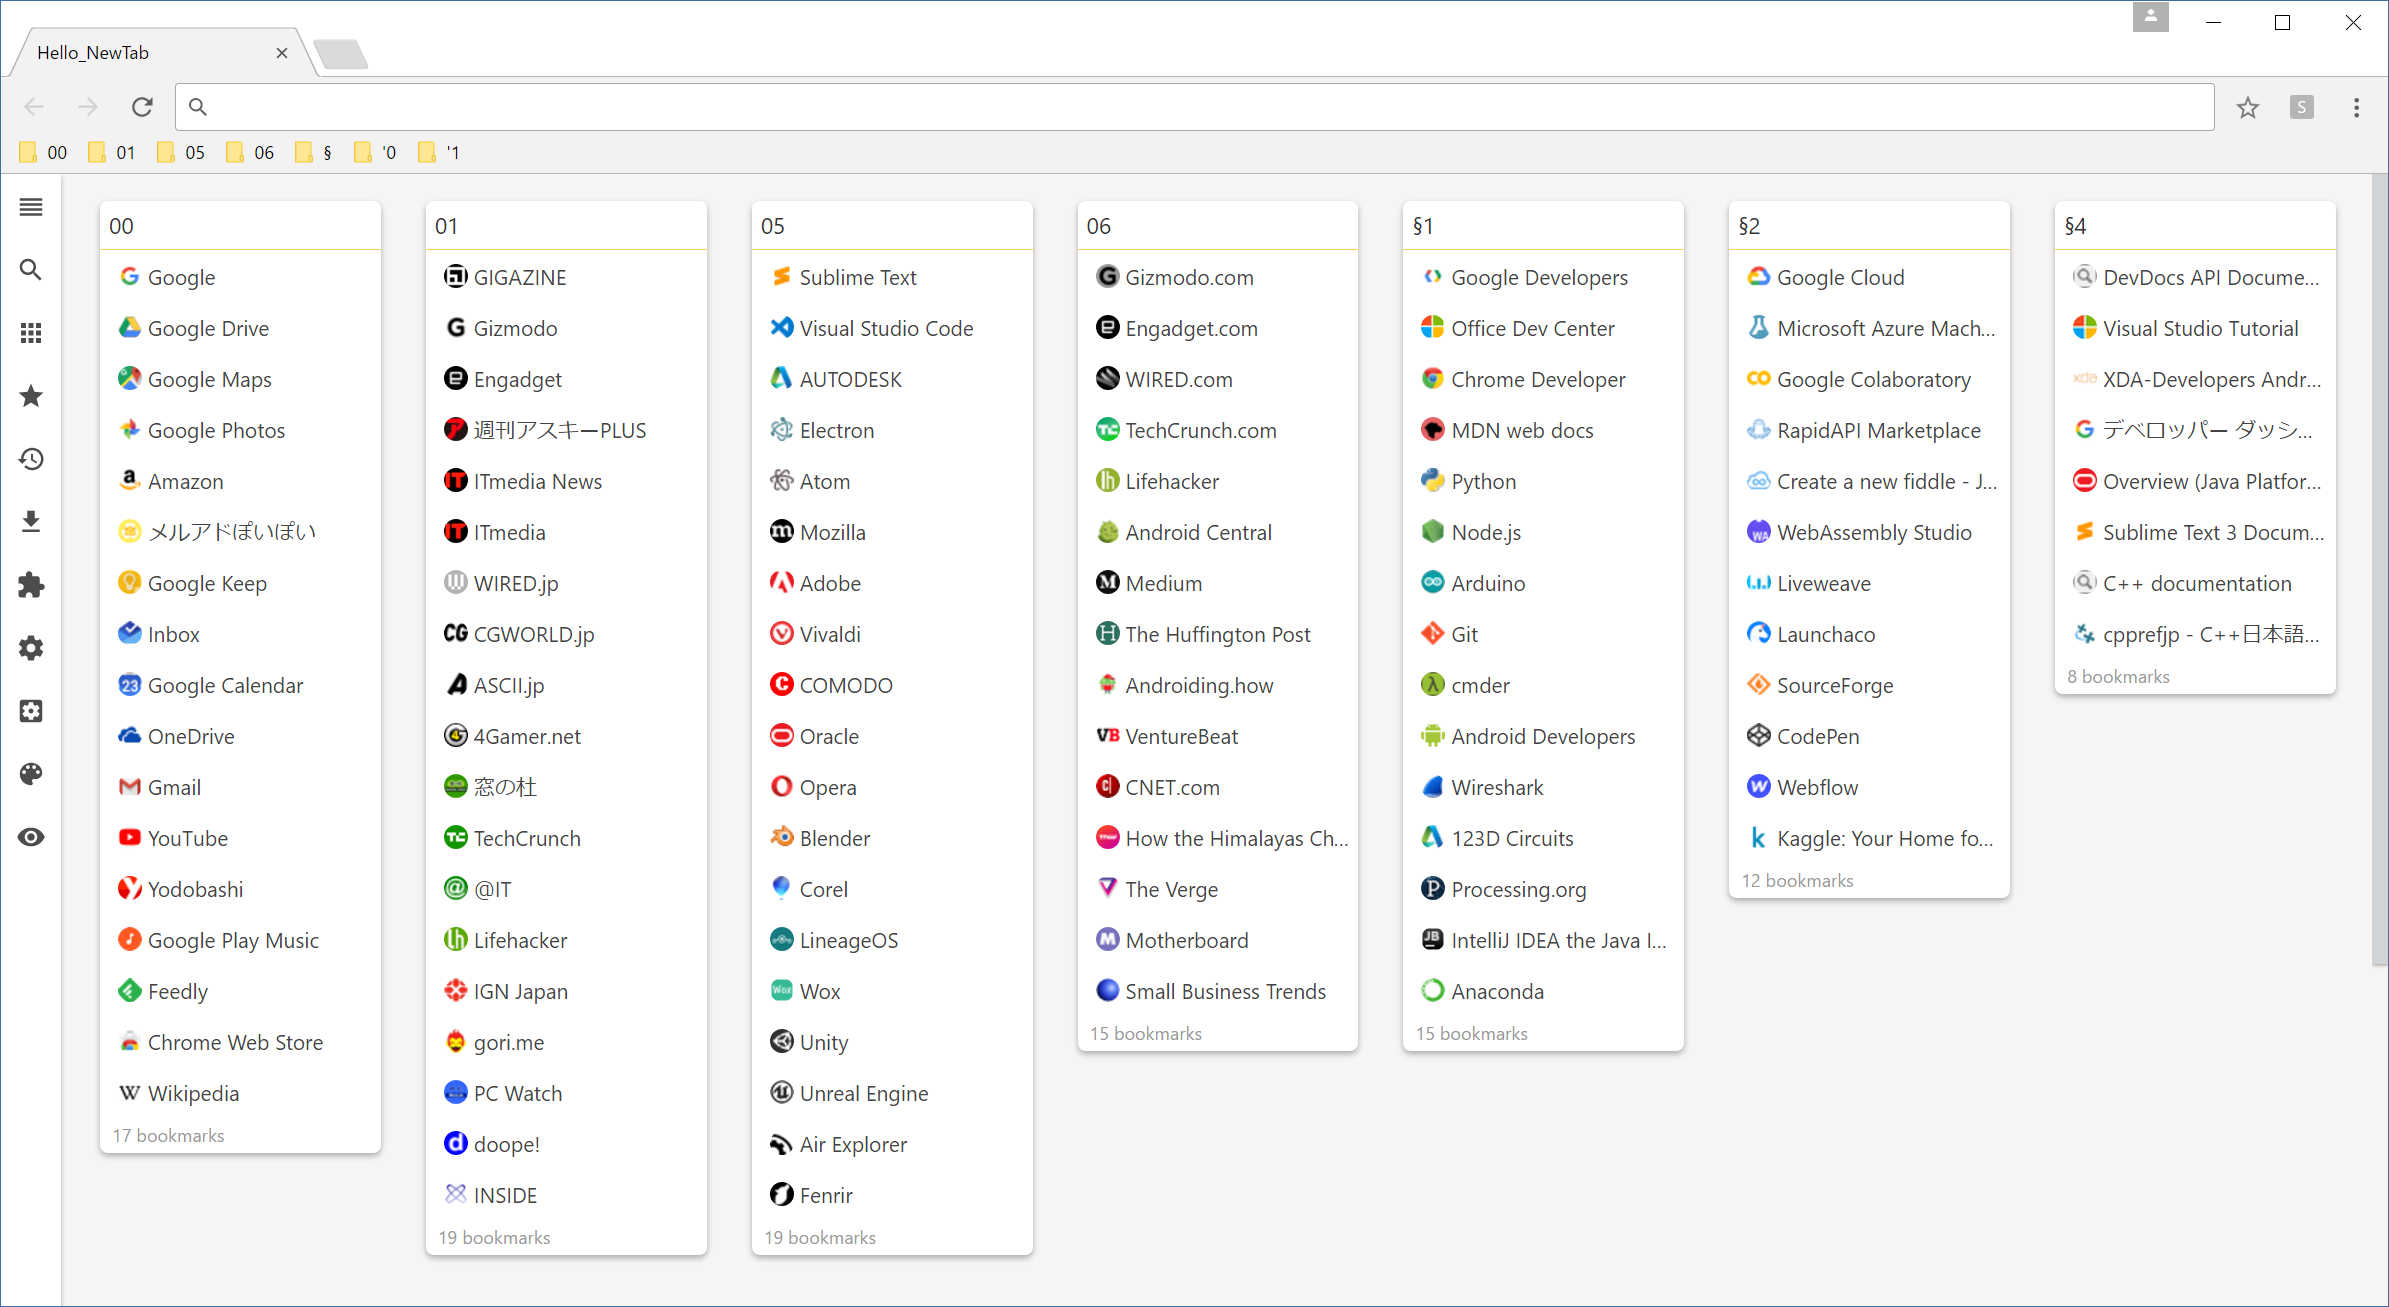 Hello_NewTab
S
00
01
05
06
§
'0
'1
00
Google
Google Drive
Google Maps
Google Photos
Amazon
メルアドぽいぽい
Google Keep
Inbox
23
Google Calendar
OneDrive
Gmail
YouTube
Yodobashi
Google Play Music
Feedly
Chrome Web Store
Wikipedia
17 bookmarks
01
GIGAZINE
Gizmodo
Engadget
週刊アスキーPLUS
ITmedia News
ITmedia
WIRED.jp
CGWORLD.jp
ASCII.jp
4Gamer.net
窓の杜
TechCrunch
@IT
Lifehacker
IGN Japan
gori.me
PC Watch
doope!
INSIDE
19 bookmarks
05
Sublime Text
Visual Studio Code
AUTODESK
Electron
Atom
Mozilla
Adobe
Vivaldi
COMODO
Oracle
Opera
Blender
Corel
LineageOS
Wox
Unity
Unreal Engine
Air Explorer
Fenrir
19 bookmarks
06
Gizmodo.com
Engadget.com
WIRED.com
TechCrunch.com
Lifehacker
Android Central
Medium
The Huffington Post
Androiding.how
VentureBeat
CNET.com
How the Himalayas Ch...
The Verge
Motherboard
Small Business Trends
15 bookmarks
§1
Google Developers
Office Dev Center
Chrome Developer
MDN web docs
Python
Node.js
Arduino
Git
cmder
Android Developers
Wireshark
123D Circuits
Processing.org
IntelliJ IDEA the Java I...
Anaconda
15 bookmarks
§2
Google Cloud
Microsoft Azure Mach...
Google Colaboratory
RapidAPI Marketplace
Create a new fiddle - J...
WebAssembly Studio
Liveweave
Launchaco
SourceForge
CodePen
Webflow
Kaggle: Your Home fo...
12 bookmarks
§4
DevDocs API Docume...
Visual Studio Tutorial
XDA-Developers Andr...
デベロッパー ダッシ...
Overview (Java Platfor...
Sublime Text 3 Docum...
C++ documentation
cpprefjp - C++日本語...
8 bookmarks